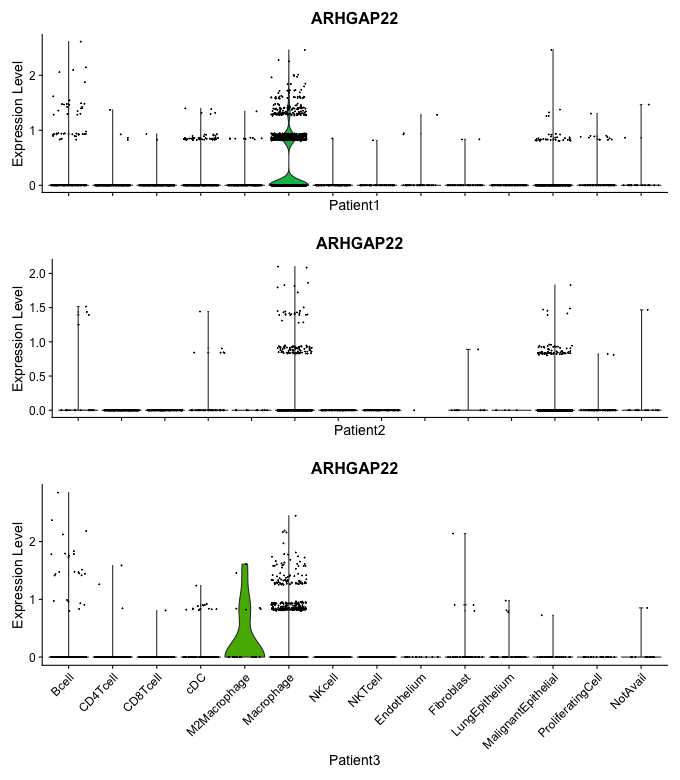 ARHGAP22
Expression Level
2
1
0
Patient1
ARHGAP22
Expression Level
2.0
1.5
1.0
0.5
0.0
Patient2
ARHGAP22
Expression Level
2
1
0
Bcell
CD4Tcell
CD8Tcell
cDC
M2Macrophage
Macrophage
NKcell
NKTcell
Endothelium
Fibroblast
LungEpithelium
MalignantEpithelial
ProliferatingCell
NotAvail
Patient3